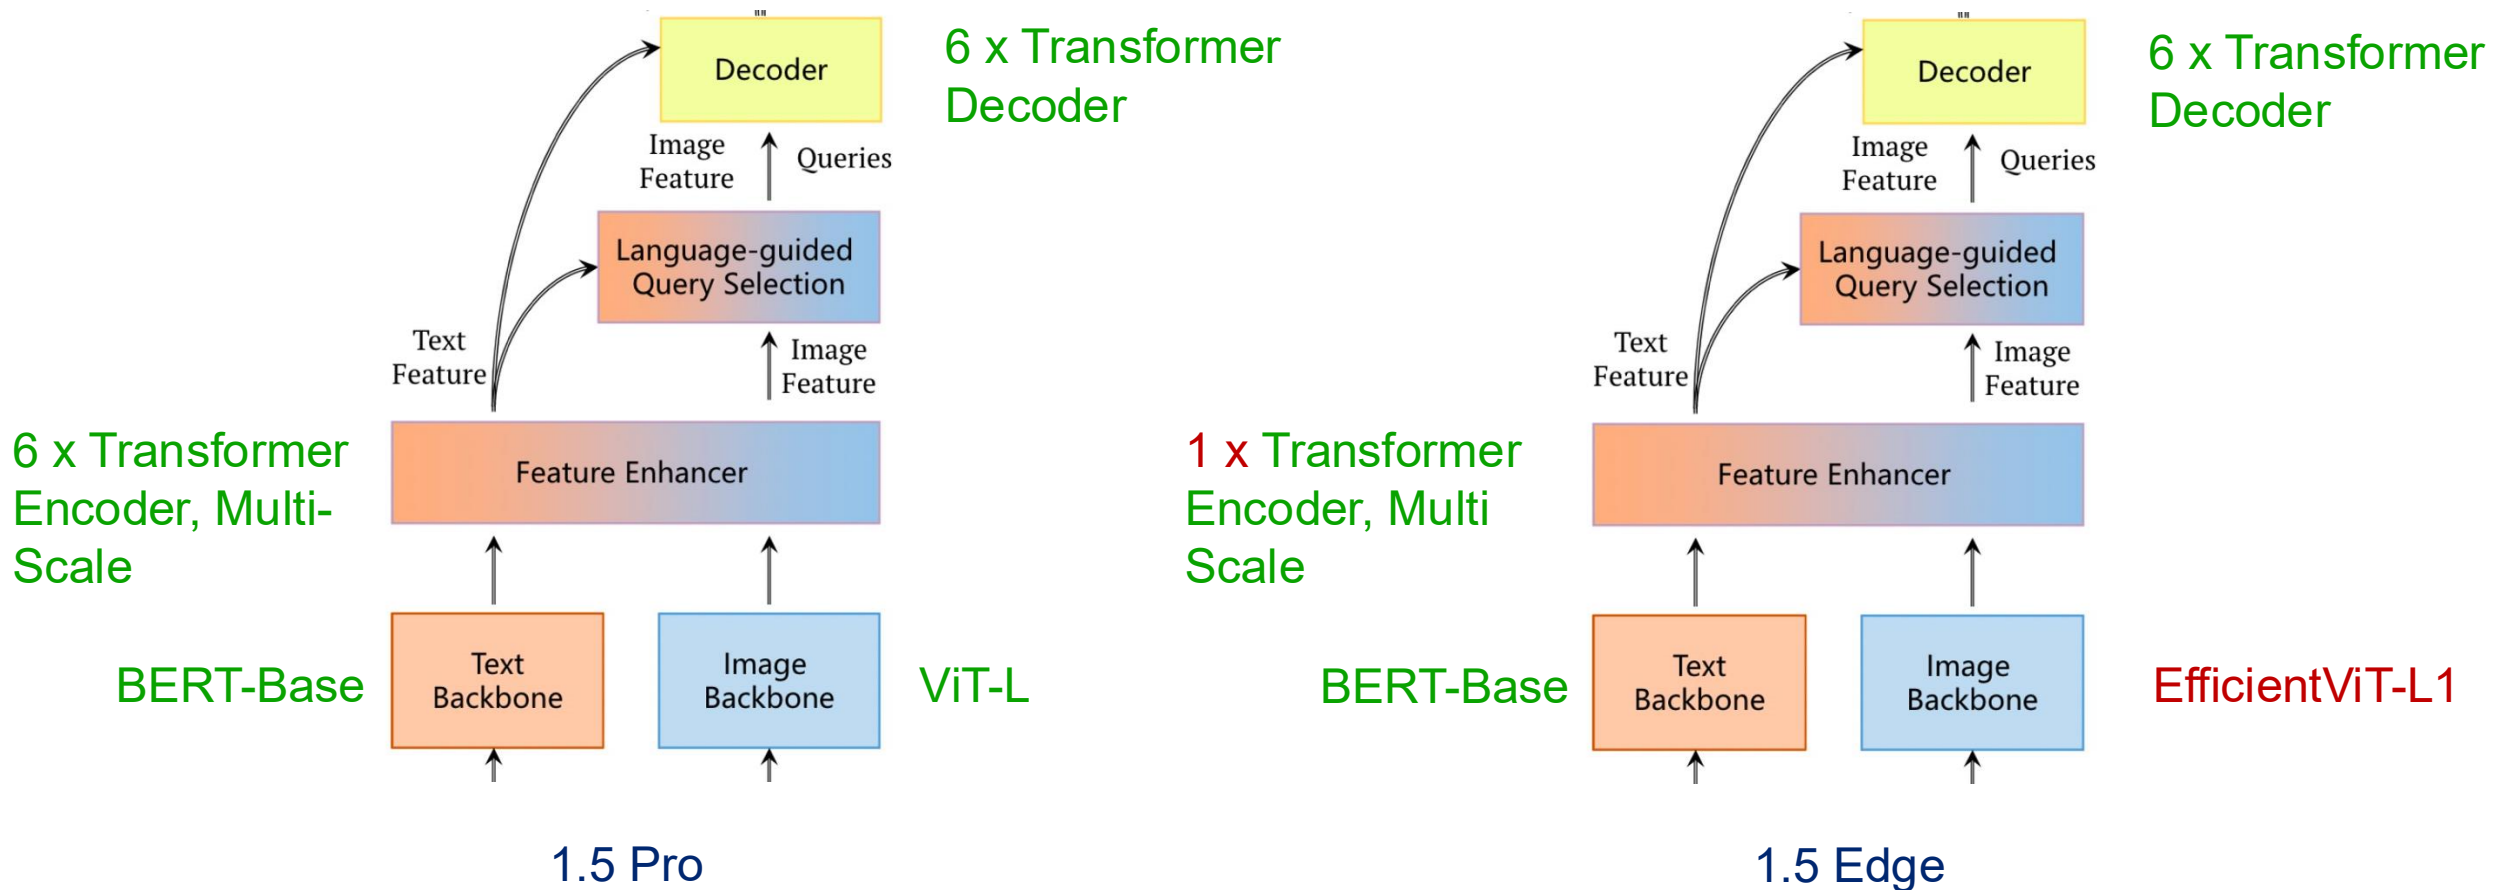 Decoder
6 x Transformer
Decoder
Image
Feature
Queries
Language-guided
Query Selection
Text
Feature
Image
Feature
6 x Transformer
Encoder, Multi-
Scale
Feature Enhancer
BERT-Base
Text
Backbone
Image
Backbone
ViT-L
1.5 Pro
Decoder
6 x Transformer
Decoder
Image
Feature
Queries
Language-guided
Query Selection
Text
Feature
Image
Feature
1 x Transformer
Encoder, Multi
Scale
Feature Enhancer
BERT-Base
Text
Backbone
Image
Backbone
EfficientViT-L1
1.5 Edge